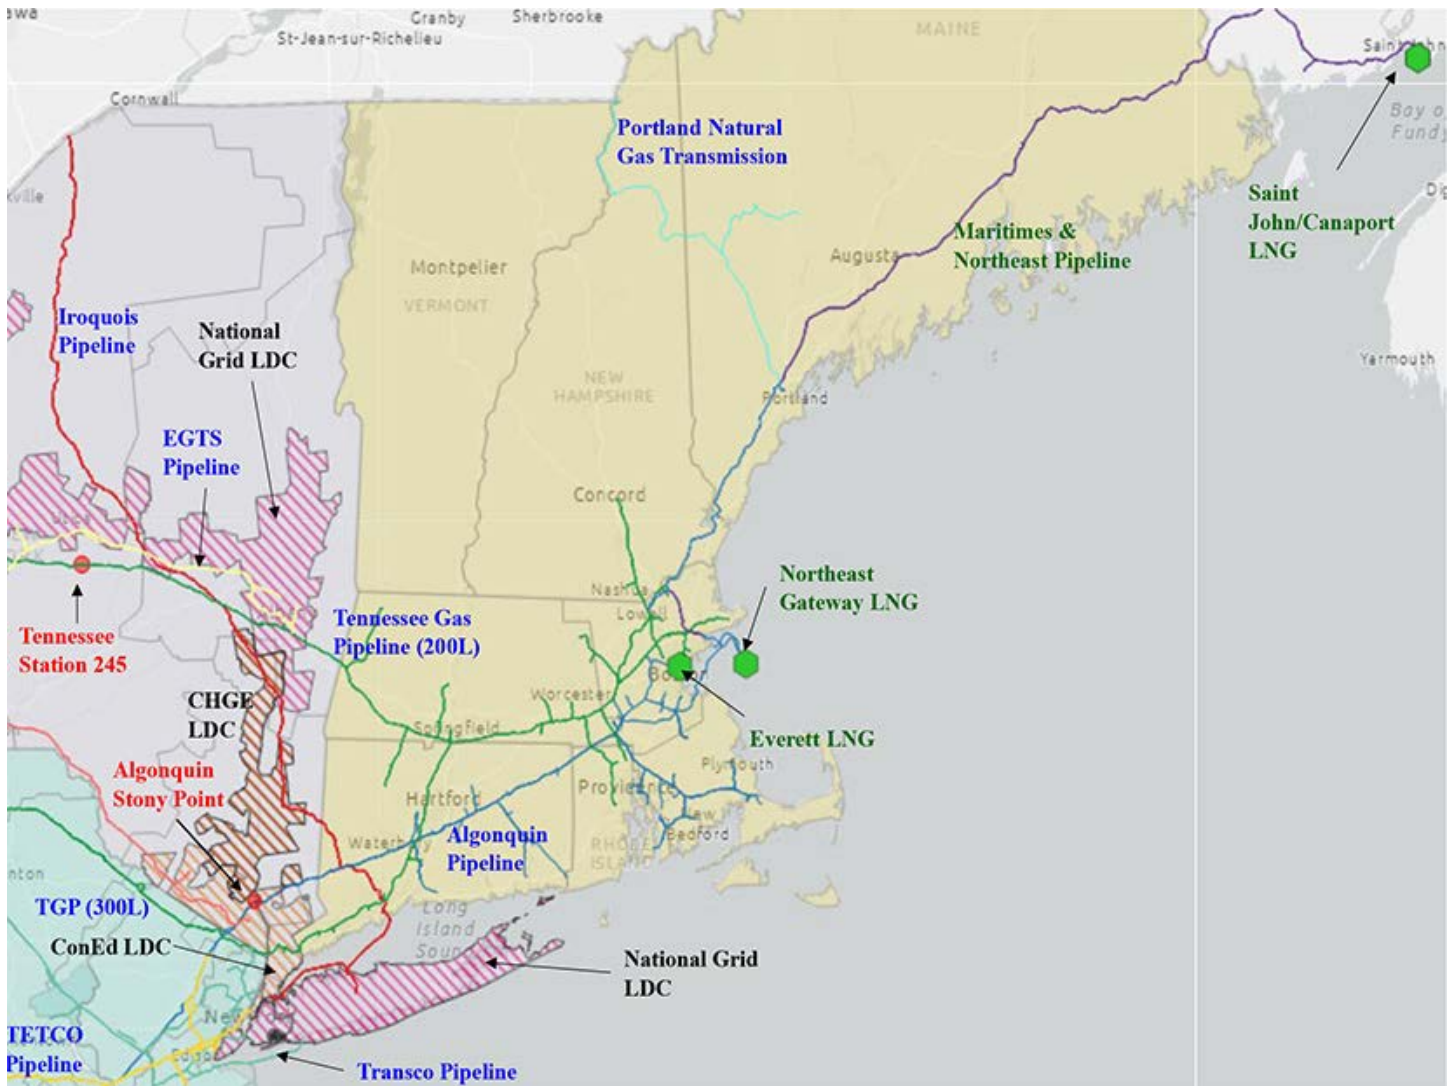 Granby
Sherbrooke
St-Jean-sur-Richelieu
MAINE
Cornwall
Portland Natural
Gas Transmission
Bay o
Fund
Saint
John/Canaport
LNG
Maritimes &
Northeast Pipeline
Augusta
Montpelier
VERMONT
Iroquois
Pipeline
National
Grid LDC
Yarmouth
NEW
HAMPSHIRE
Portland
EGTS
Pipeline
Concord
Northeast
Gateway LNG
Nashua
Lowell
Tennessee Gas
Pipeline (200L)
Tennessee
Station 245
CHGE
LDC
Worcester
Springfield
Everett LNG
Algonquin
Stony Point
Plymouth
Hartford
Providence
Algonquin
Pipeline
Bedford
RHODE
ISLAND
TGP (300L)
Long
Island
ConEd LDC
National Grid
LDC
TETCO
Pipeline
Transco Pipeline